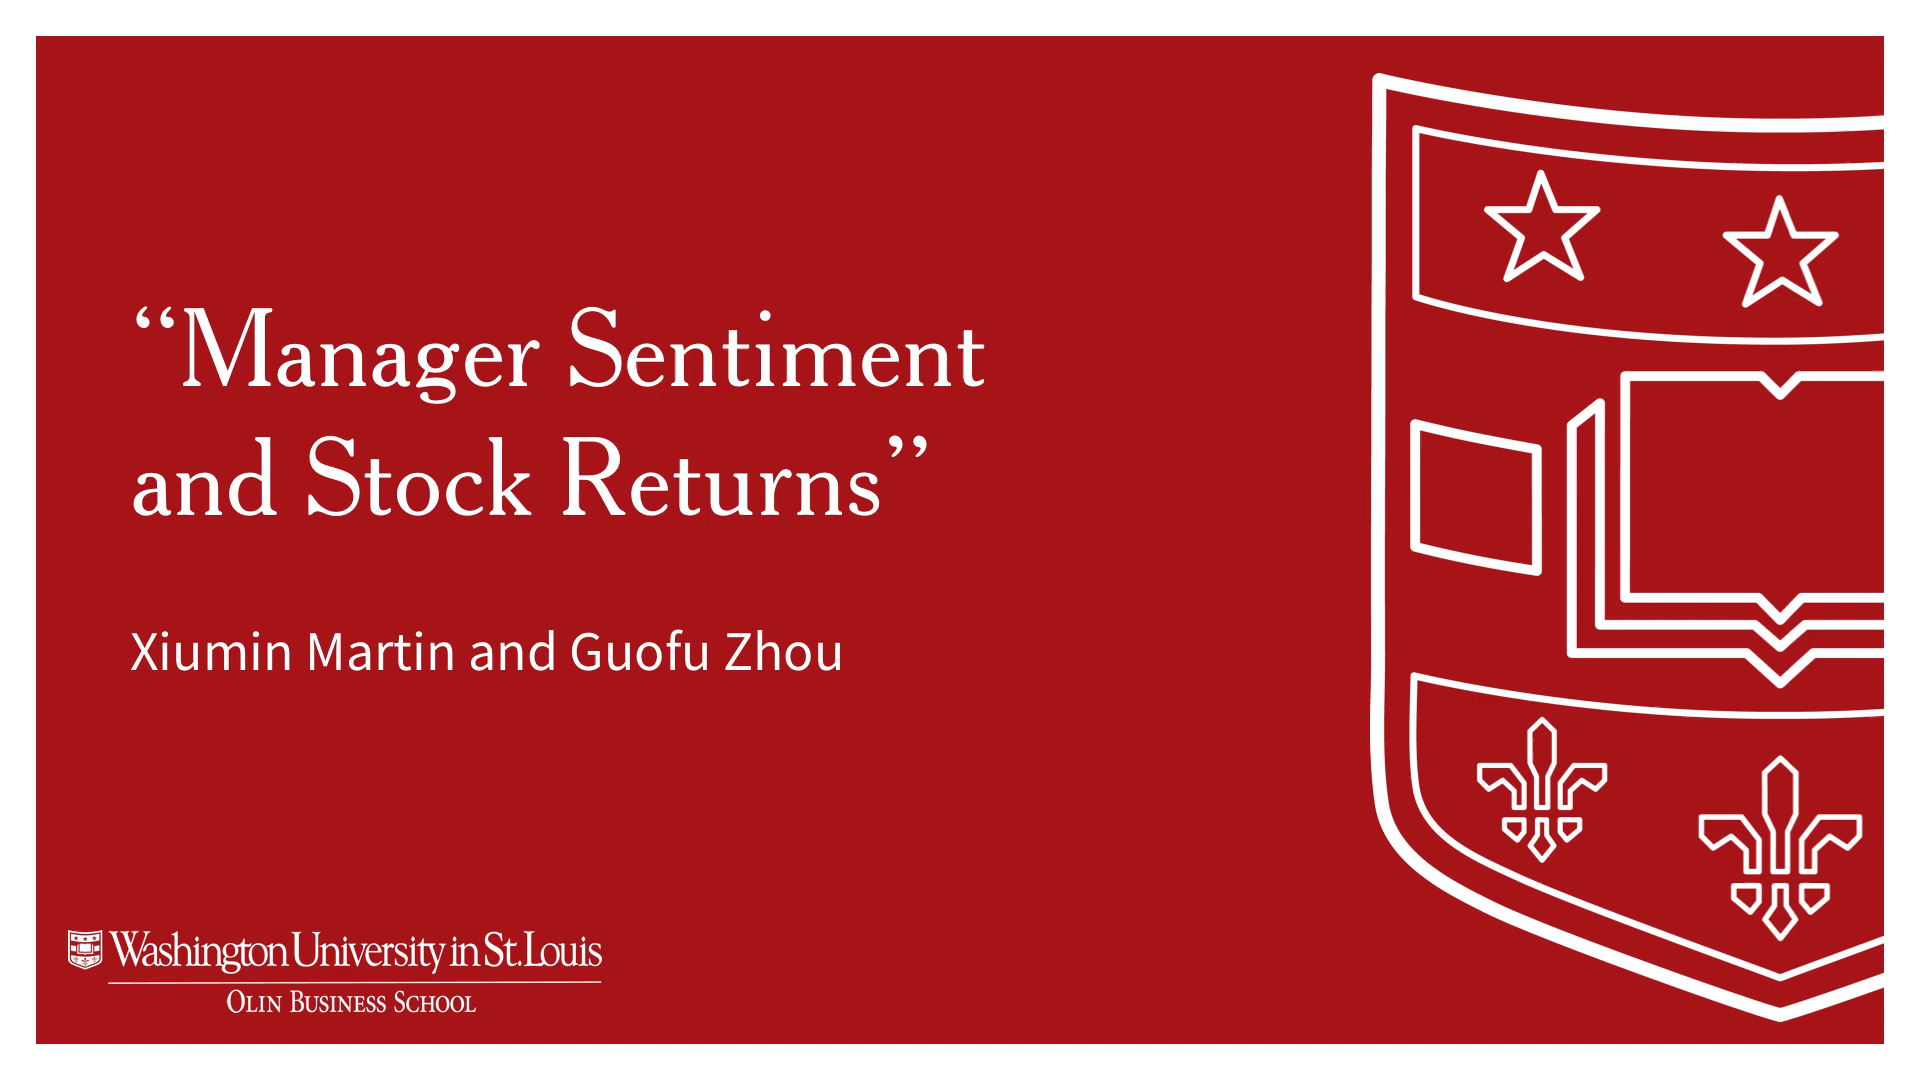 “Manager Sentiment
and Stock Returns”
Xiumin Martin and Guofu Zhou
Washington University in St. Louis
Olin Business School